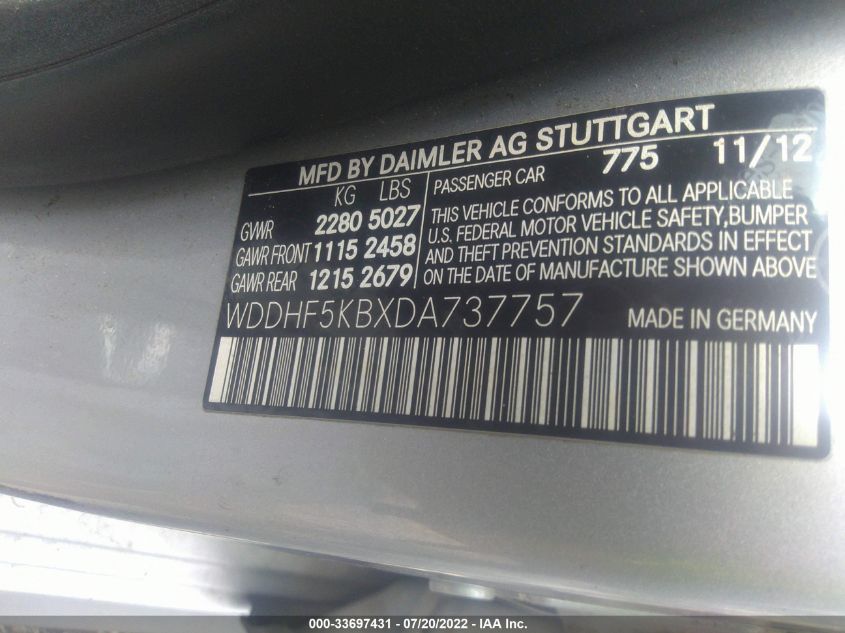 MFD BY DAIMLER AG STUTTGART
775 11/12
KG LBS
GVWR 2280 5027
GAWR FRONT 1115 2458
GAWR REAR 1215 2679
PASSENGER CAR
THIS VEHICLE CONFORMS TO ALL APPLICABLE
U.S. FEDERAL MOTOR VEHICLE SAFETY,BUMPER
AND THEFT PREVENTION STANDARDS IN EFFECT
ON THE DATE OF MANUFACTURE SHOWN ABOVE
WDDHF5KBXDA737757 MADE IN GERMANY
000-33697431 / 07/20/2022 - IAA Inc.